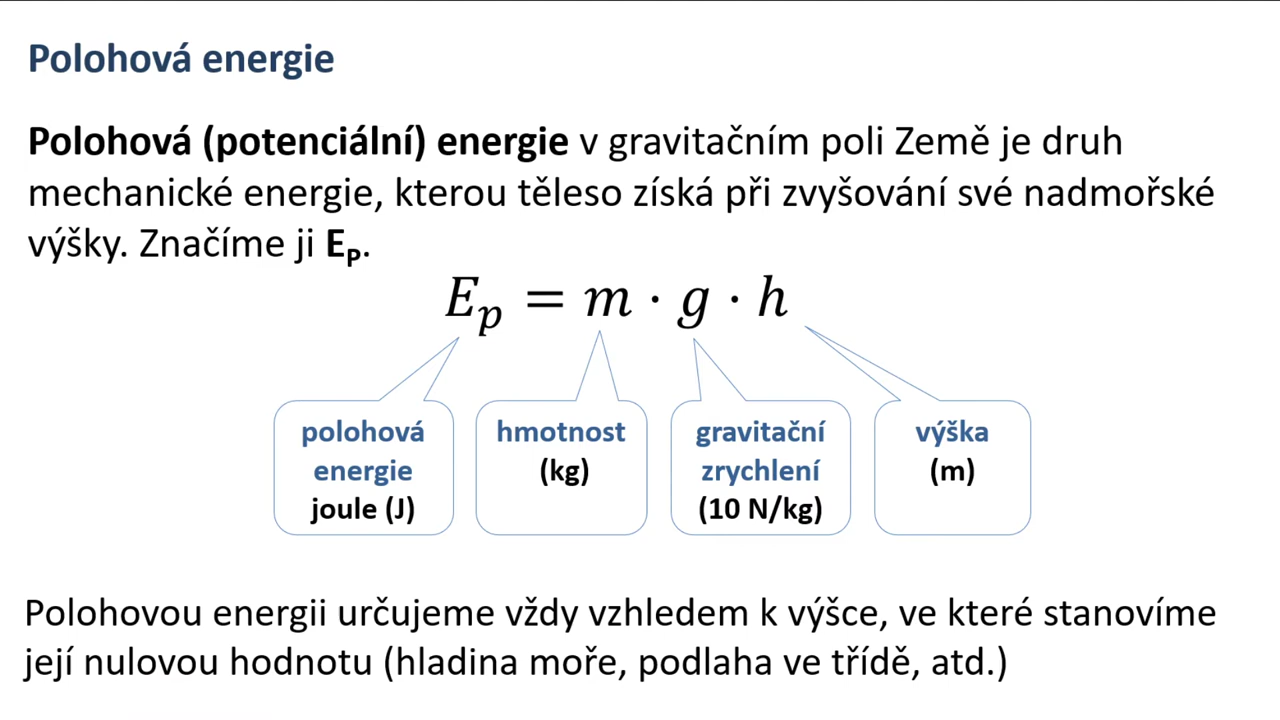 Polohová energie
Polohová (potenciální) energie v gravitačním poli Země je druh
mechanické energie, kterou těleso získá při zvyšování své nadmořské
výšky. Značíme ji Eₚ.
Eₚ = m · g · h
polohová
energie
joule (J)
hmotnost
(kg)
gravitační
zrychlení
(10 N/kg)
výška
(m)
Polohovou energii určujeme vždy vzhledem k výšce, ve které stanovíme
její nulovou hodnotu (hladina moře, podlaha ve třídě, atd.)